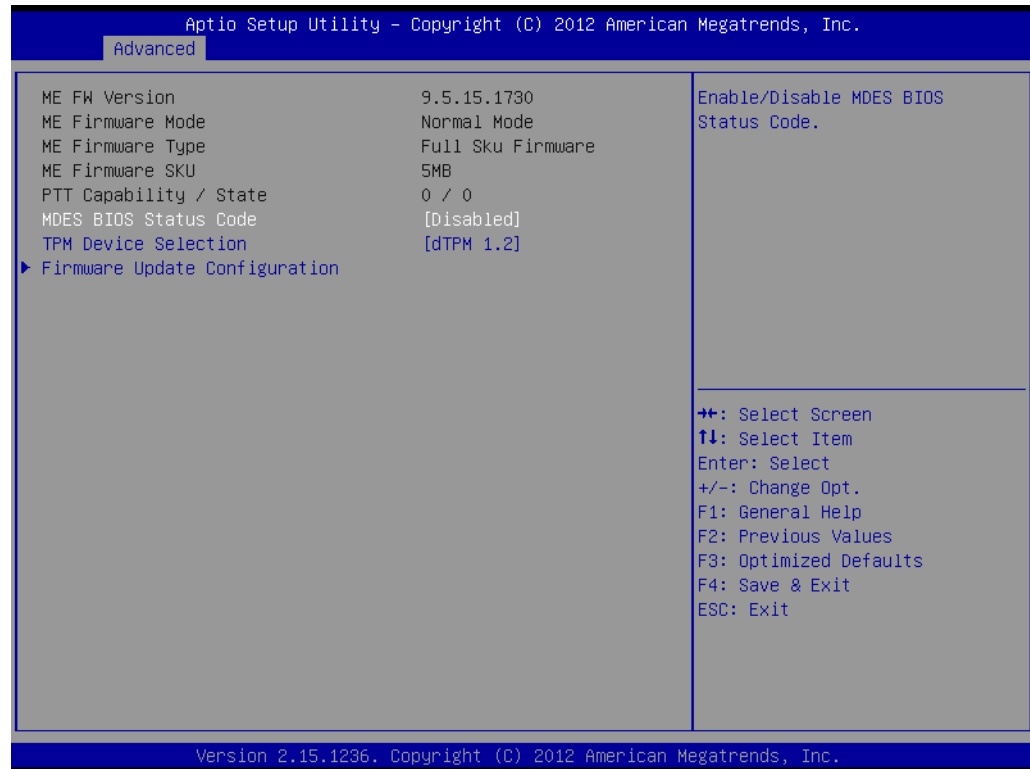 Aptio Setup Utility – Copyright (C) 2012 American Megatrends, Inc.
Advanced
ME FW Version 9.5.15.1730
ME Firmware Mode Normal Mode
ME Firmware Type Full Sku Firmware
ME Firmware SKU 5MB
PTT Capability / State 0 / 0
MDES BIOS Status Code [Disabled]
TPM Device Selection [dTPM 1.2]
▶ Firmware Update Configuration
Enable/Disable MDES BIOS
Status Code.
→←: Select Screen
↑↓: Select Item
Enter: Select
+/-: Change Opt.
F1: General Help
F2: Previous Values
F3: Optimized Defaults
F4: Save & Exit
ESC: Exit
Version 2.15.1236. Copyright (C) 2012 American Megatrends, Inc.